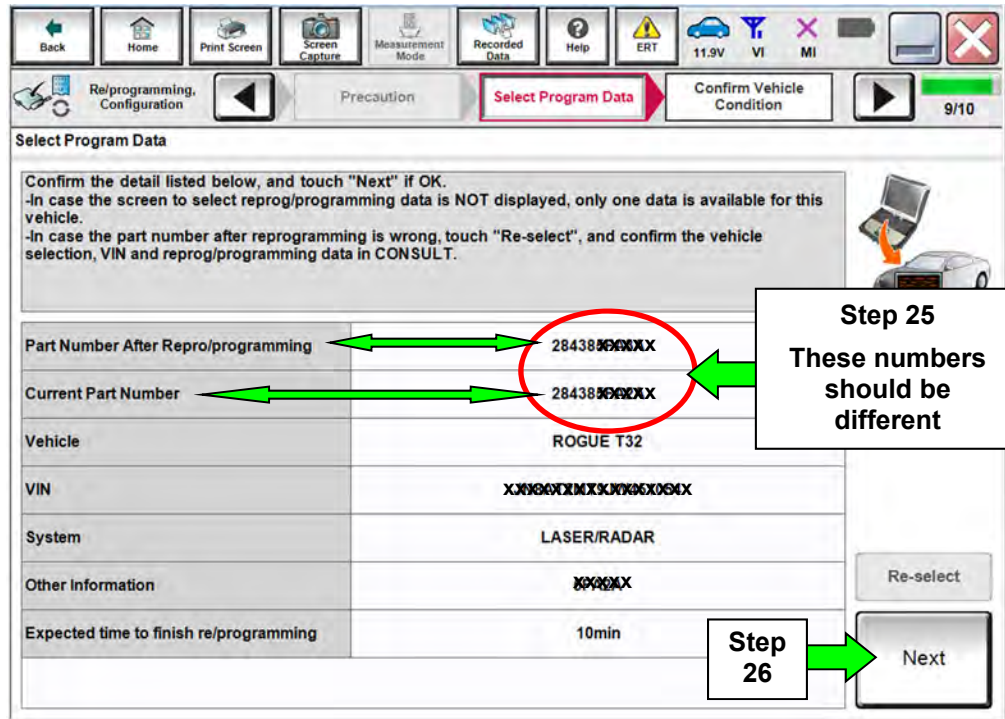 Back
Home
Print Screen
Screen
Capture
Measurement
Mode
Recorded
Data
Help
ERT
11.9V
VI
MI
Re/programming,
Configuration
Precaution
Select Program Data
Confirm Vehicle
Condition
9/10
Select Program Data
Confirm the detail listed below, and touch "Next" if OK.
-In case the screen to select reprog/programming data is NOT displayed, only one data is available for this
vehicle.
-In case the part number after reprogramming is wrong, touch "Re-select", and confirm the vehicle
selection, VIN and reprog/programming data in CONSULT.
Step 25
These numbers
should be
different
Part Number After Repro/programming
Current Part Number
Vehicle ROGUE T32
VIN
System LASER/RADAR
Other Information
Re-select
Expected time to finish re/programming 10min
Step
26
Next